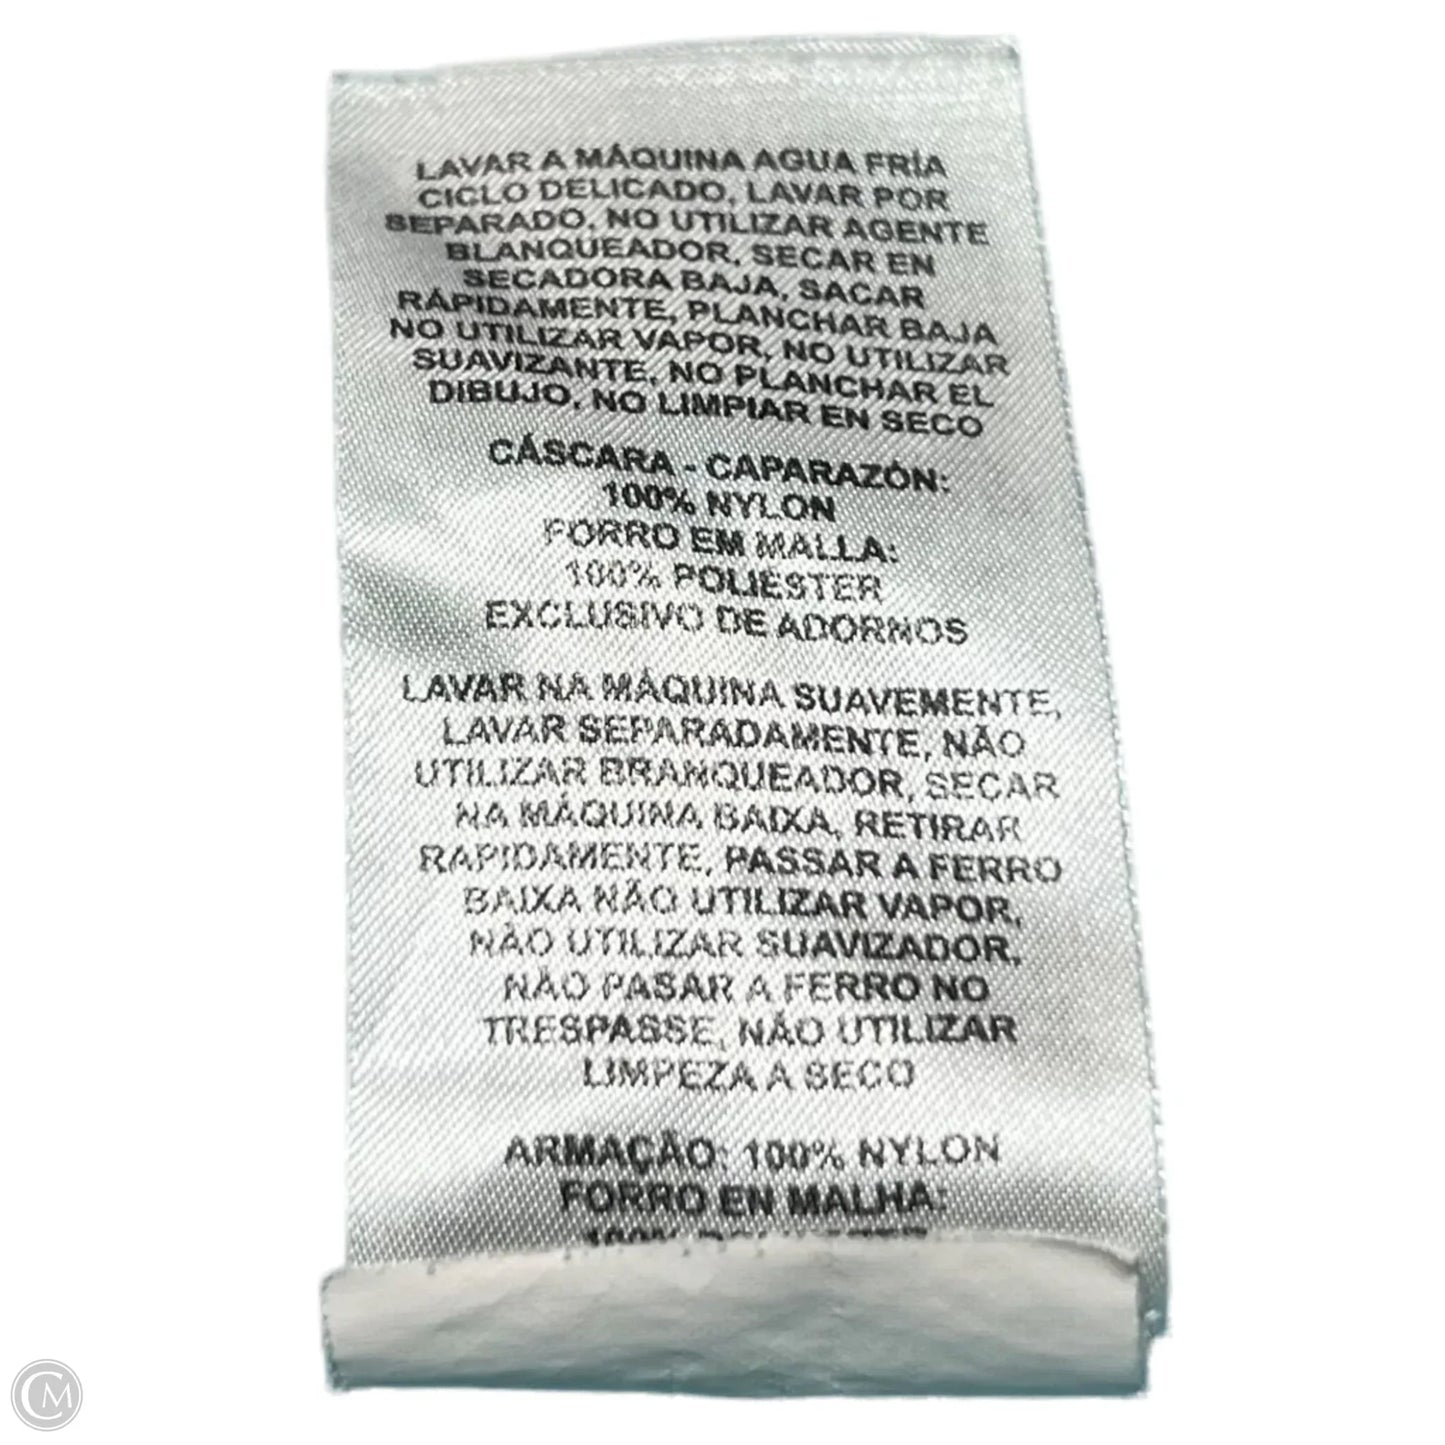 LAVAR A MÁQUINA AGUA FRÍA
CICLO DELICADO, LAVAR POR
SEPARADO, NO UTILIZAR AGENTE
BLANQUEADOR, SECAR EN
SECADORA BAJA, SACAR
RÁPIDAMENTE, PLANCHAR BAJA
NO UTILIZAR VAPOR, NO UTILIZAR
SUAVIZANTE, NO PLANCHAR EL
DIBUJO, NO LIMPIAR EN SECO
CÁSCARA - CAPARAZÓN:
100% NYLON
FORRO EM MALLA:
100% POLIESTER
EXCLUSIVO DE ADORNOS
LAVAR NA MÁQUINA SUAVEMENTE,
LAVAR SEPARADAMENTE, NÃO
UTILIZAR BRANQUEADOR, SECAR
NA MÁQUINA BAIXA, RETIRAR
RAPIDAMENTE, PASSAR A FERRO
BAIXA NÃO UTILIZAR VAPOR,
NÃO UTILIZAR SUAVIZADOR,
NÃO PASAR A FERRO NO
TRESPASSE, NÃO UTILIZAR
LIMPEZA A SECO
ARMAÇÃO: 100% NYLON
FORRO EN MALHA:
100%
CM